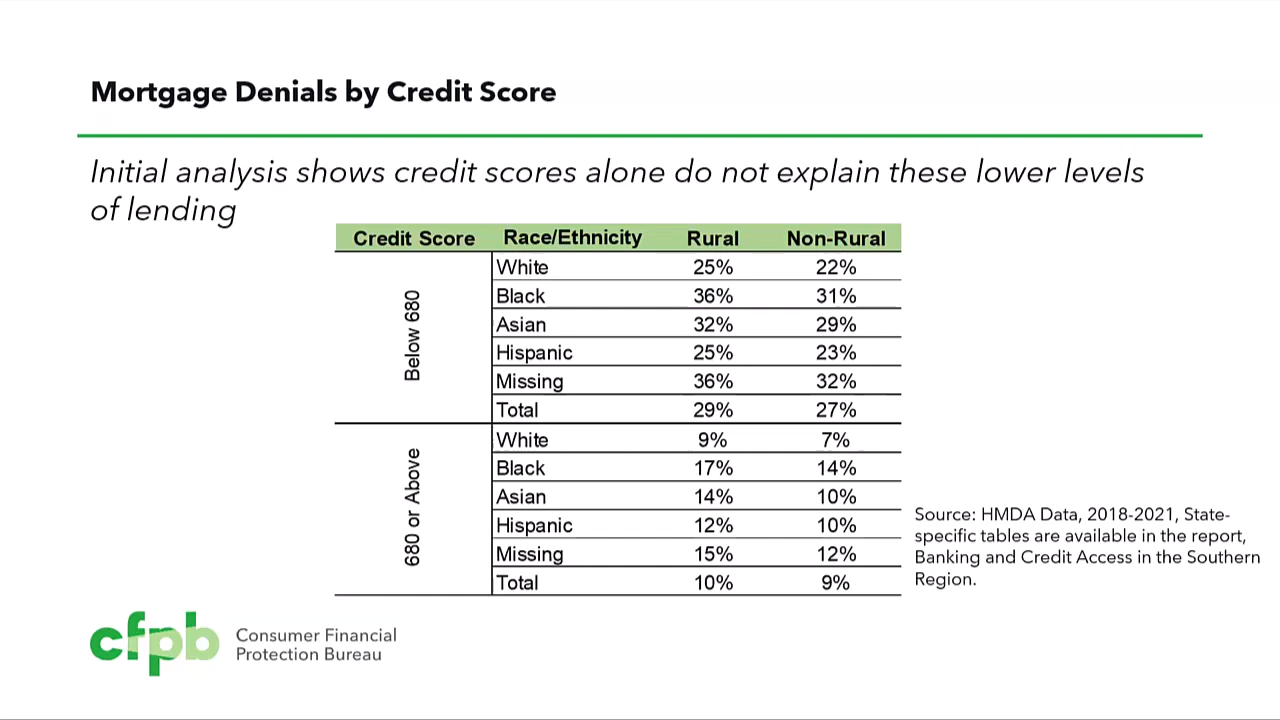 Mortgage Denials by Credit Score
Initial analysis shows credit scores alone do not explain these lower levels
of lending
Credit Score Race/Ethnicity Rural Non-Rural
Below 680
White 25% 22%
Black 36% 31%
Asian 32% 29%
Hispanic 25% 23%
Missing 36% 32%
Total 29% 27%
680 or Above
White 9% 7%
Black 17% 14%
Asian 14% 10%
Hispanic 12% 10%
Missing 15% 12%
Total 10% 9%
Source: HMDA Data, 2018-2021, State-
specific tables are available in the report,
Banking and Credit Access in the Southern
Region.
cfpb
Consumer Financial
Protection Bureau